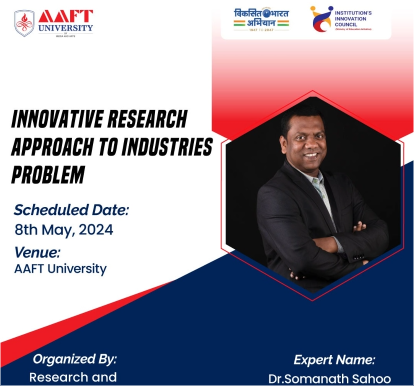 AAFT
UNIVERSITY
विकसित भारत
अभियान
INSTITUTION'S
INNOVATION
COUNCIL
INNOVATIVE RESEARCH
APPROACH TO INDUSTRIES
PROBLEM
Scheduled Date:
8th May, 2024
Venue:
AAFT University
Organized By:
Research and
Expert Name:
Dr.Somanath Sahoo